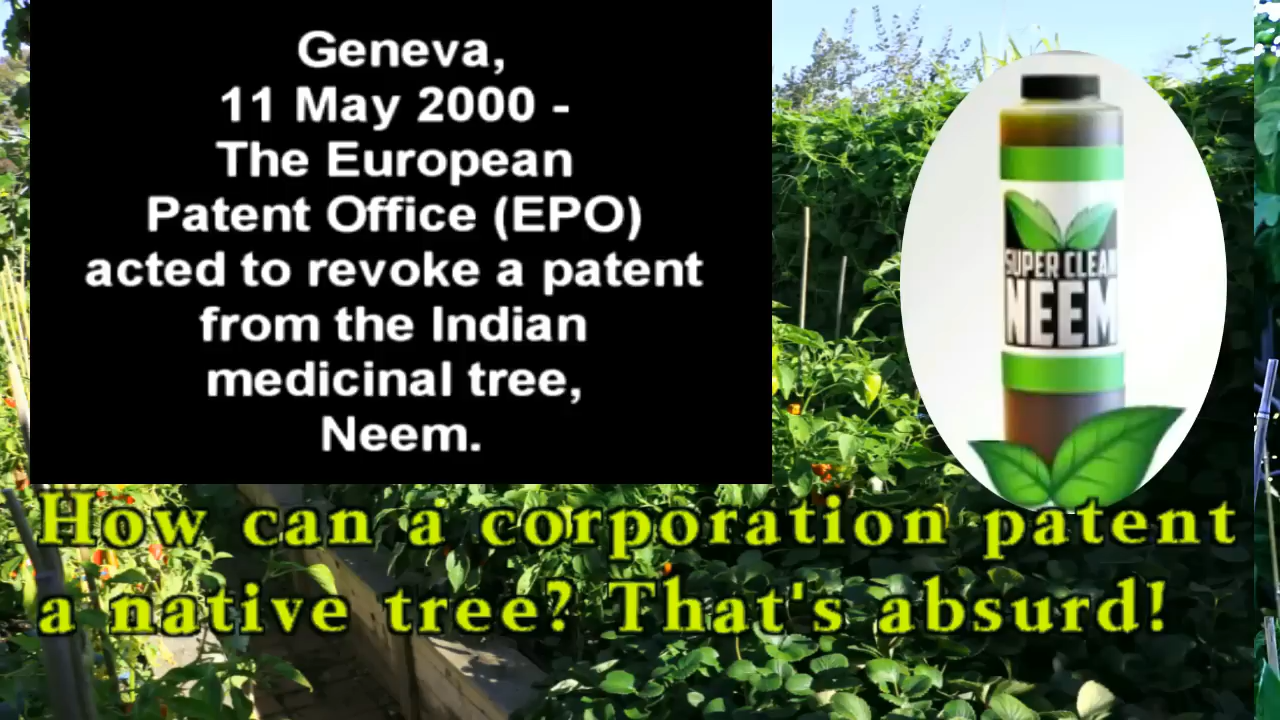 Geneva,
11 May 2000 -
The European
Patent Office (EPO)
acted to revoke a patent
from the Indian
medicinal tree,
Neem.
SUPER CLEAN
NEEM
How can a corporation patent
a native tree? That's absurd!